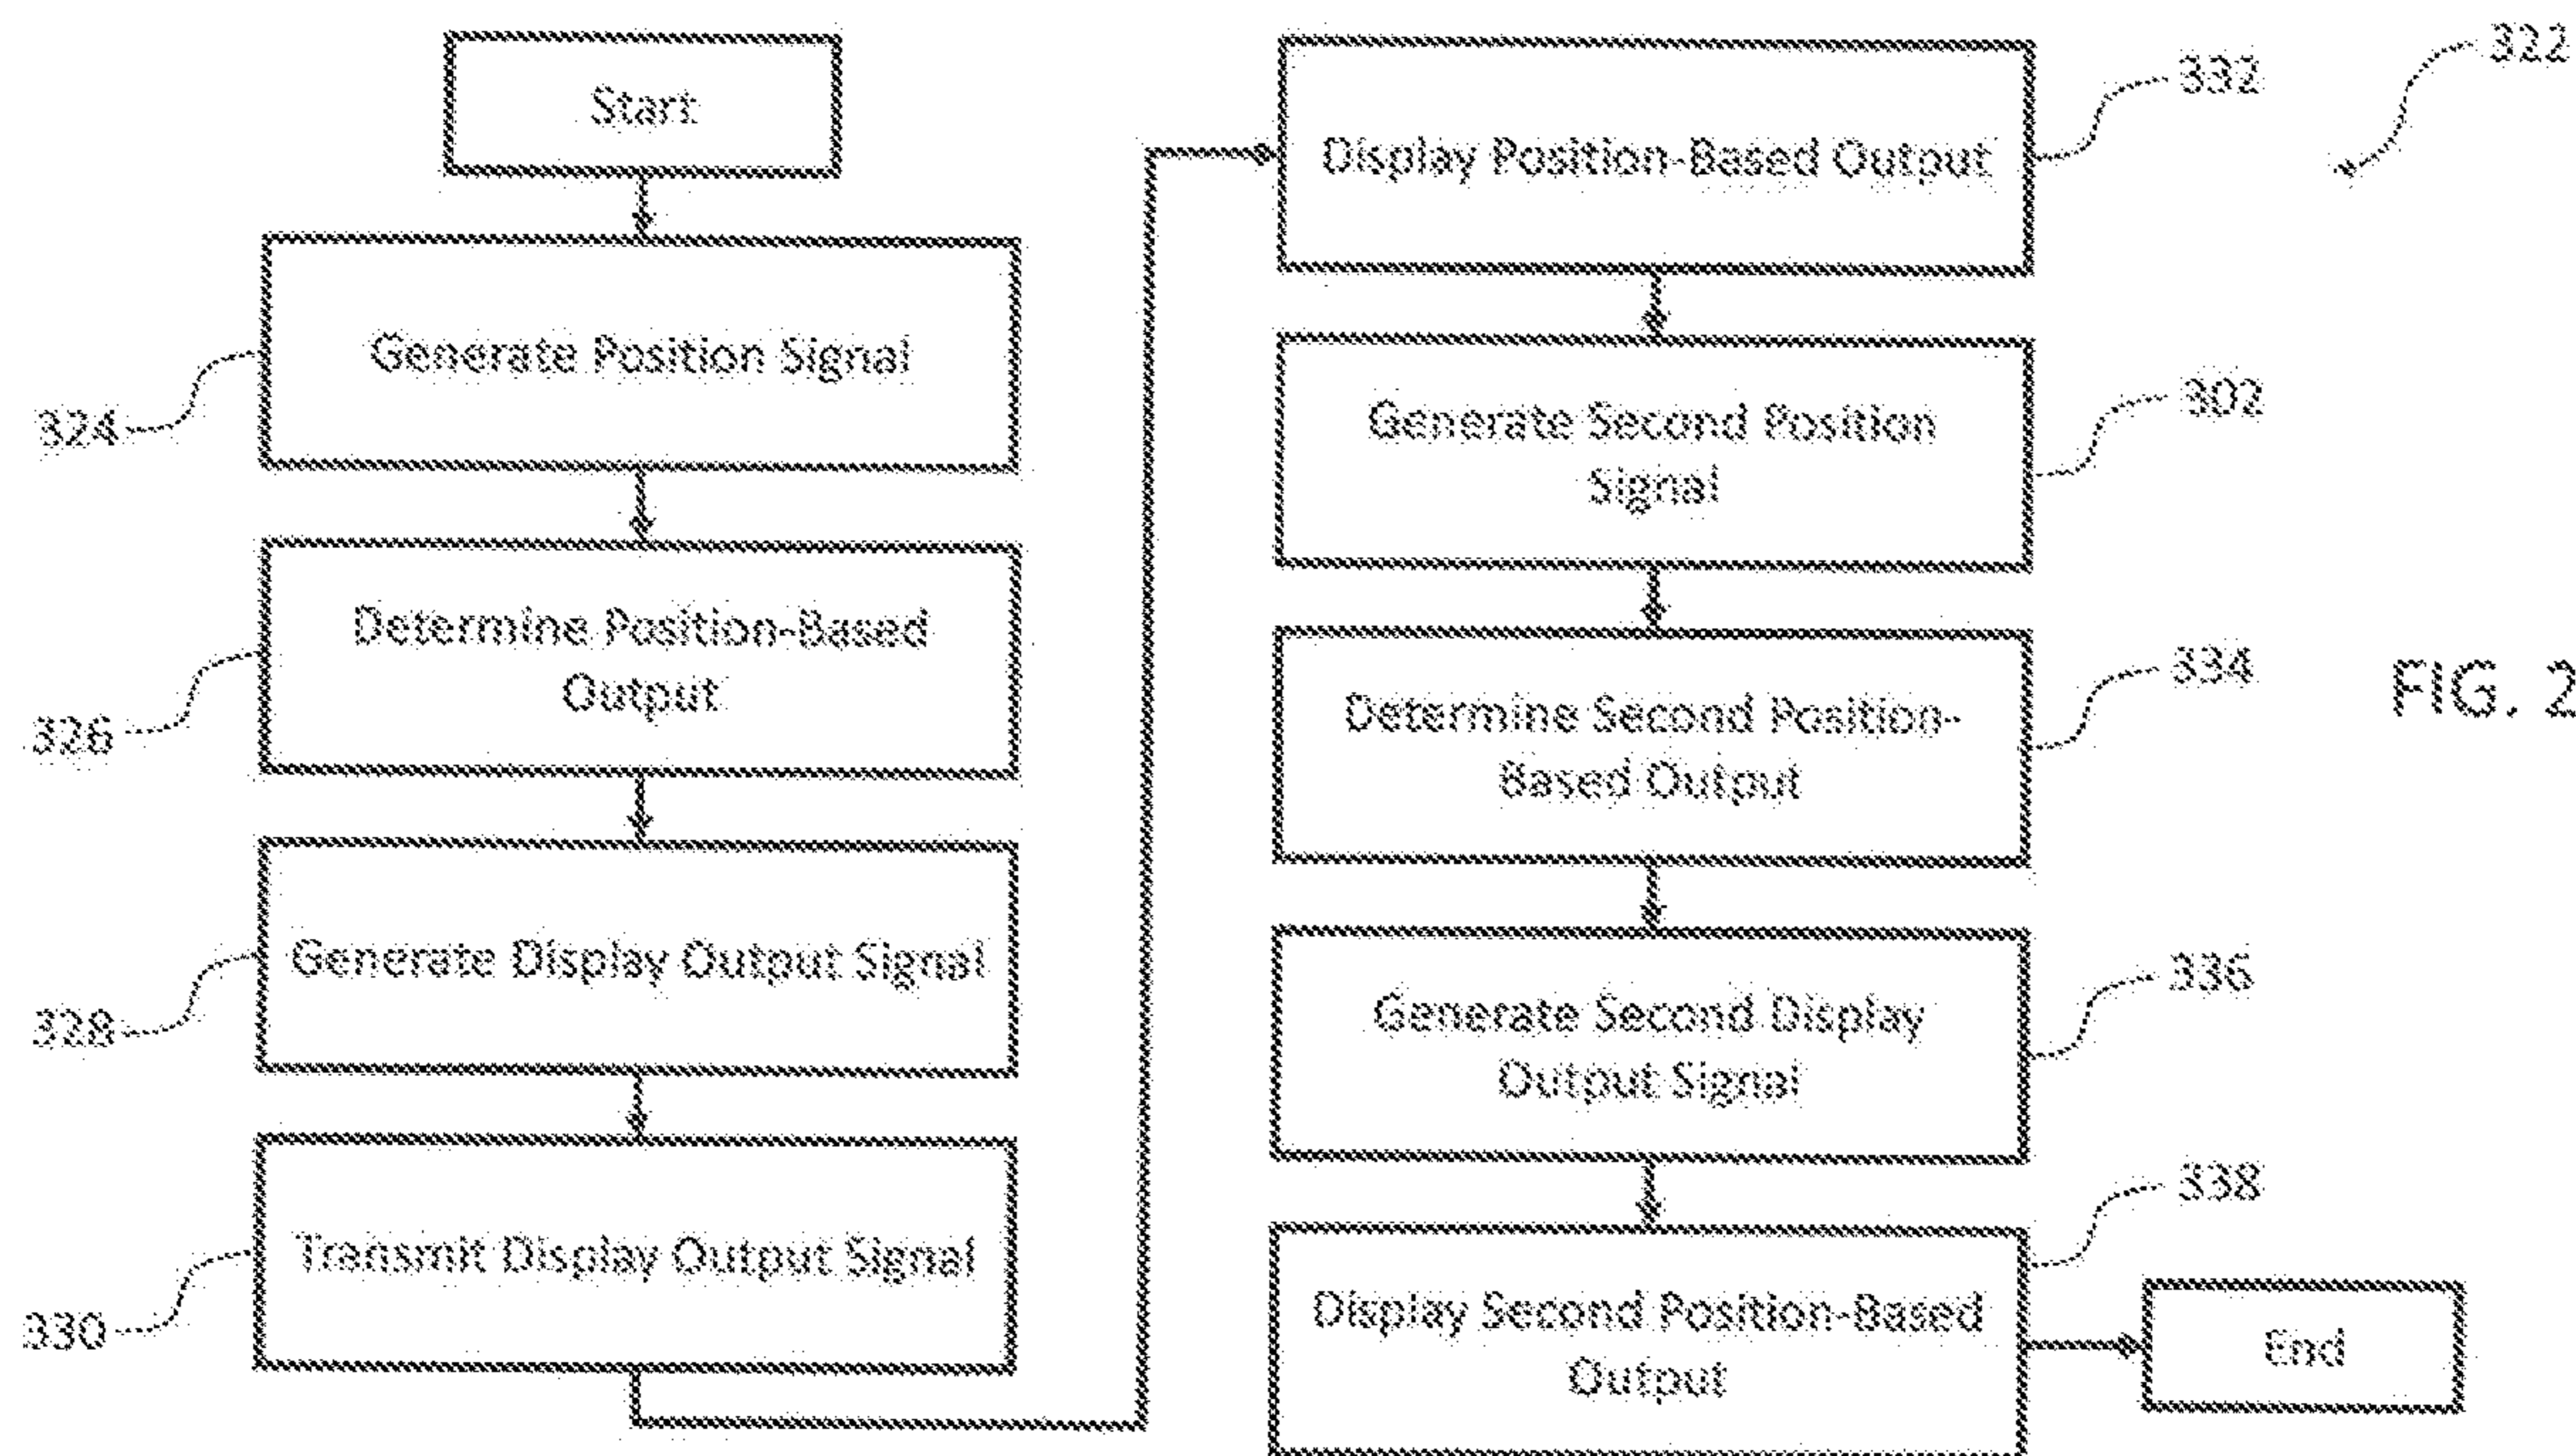 Start
Generate Position Signal
324
Determine Position-Based
Output
326
Generate Display Output Signal
328
Transmit Display Output Signal
330
Display Position-Based Output
332
322
Generate Second Position
Signal
302
Determine Second Position-
Based Output
334
FIG. 2
Generate Second Display
Output Signal
336
Display Second Position-Based
Output
338
End